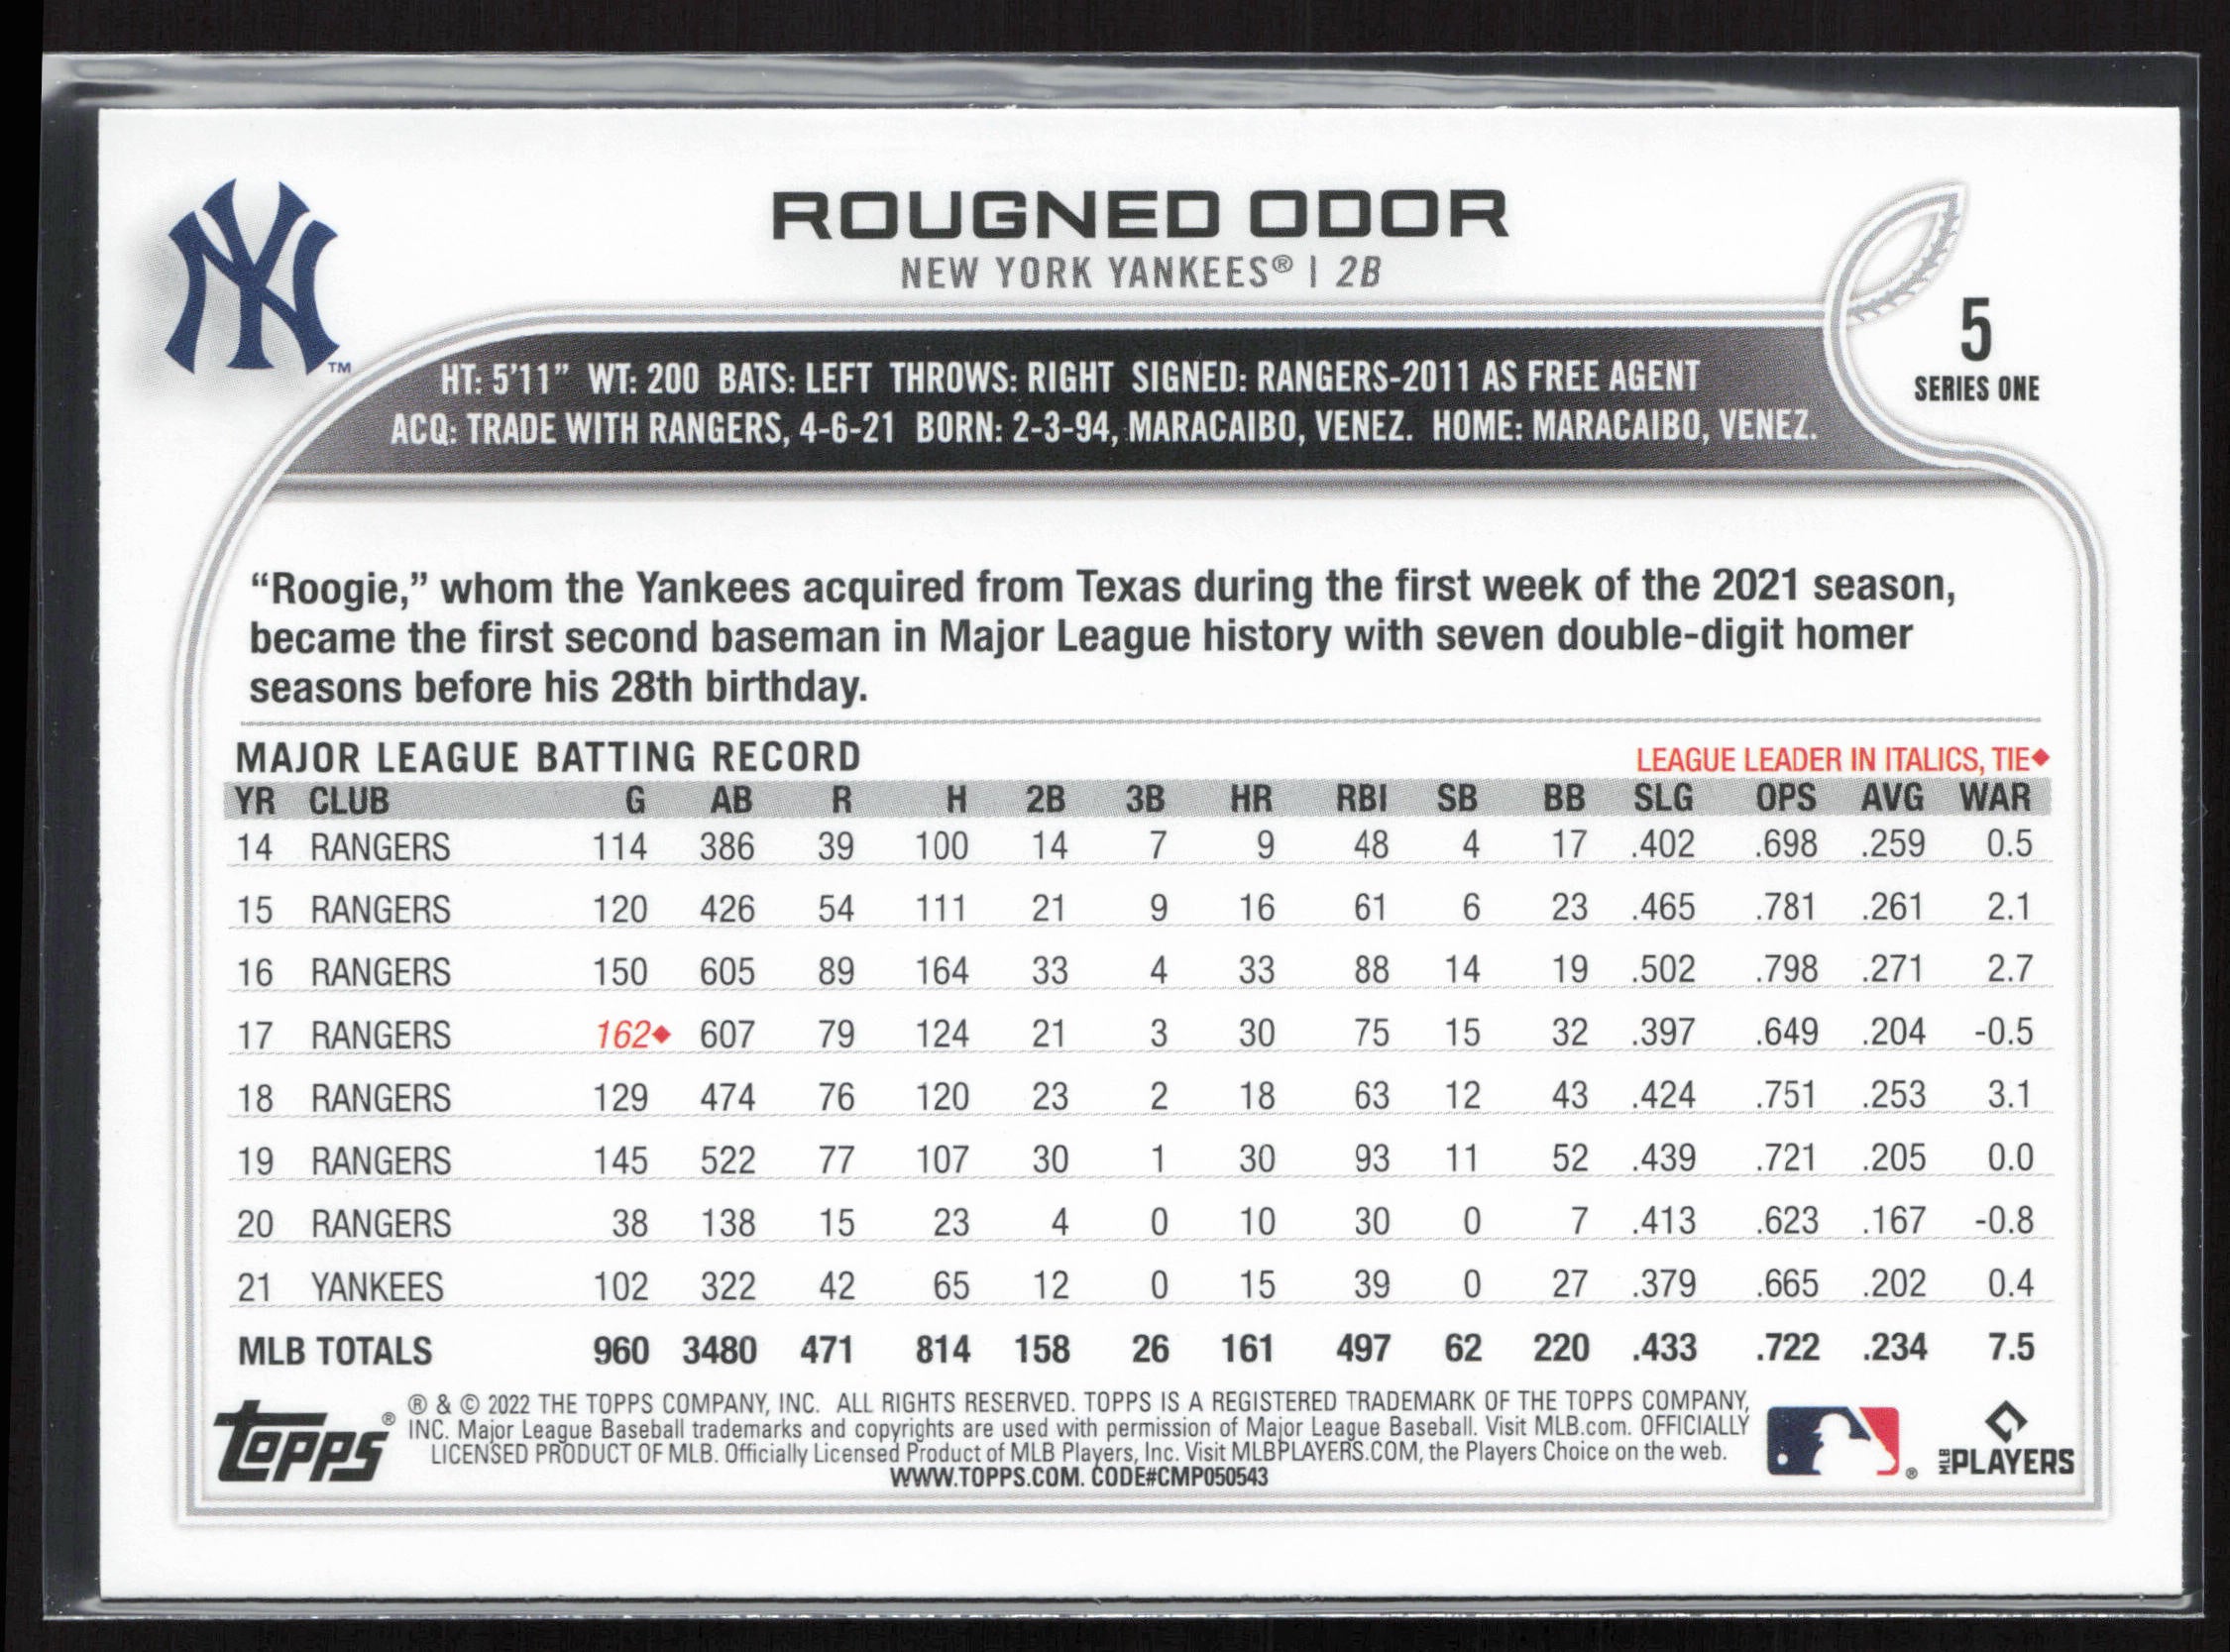 NY
TM
ROUGNED ODOR
NEW YORK YANKEES® | 2B
5
SERIES ONE
HT: 5'11” WT: 200 BATS: LEFT THROWS: RIGHT SIGNED: RANGERS-2011 AS FREE AGENT
ACQ: TRADE WITH RANGERS, 4-6-21 BORN: 2-3-94, MARACAIBO, VENEZ. HOME: MARACAIBO, VENEZ.
“Roogie,” whom the Yankees acquired from Texas during the first week of the 2021 season,
became the first second baseman in Major League history with seven double-digit homer
seasons before his 28th birthday.
MAJOR LEAGUE BATTING RECORD LEAGUE LEADER IN ITALICS, TIE◆
YR CLUB G AB R H 2B 3B HR RBI SB BB SLG OPS AVG WAR
14 RANGERS 114 386 39 100 14 7 9 48 4 17 .402 .698 .259 0.5
15 RANGERS 120 426 54 111 21 9 16 61 6 23 .465 .781 .261 2.1
16 RANGERS 150 605 89 164 33 4 33 88 14 19 .502 .798 .271 2.7
17 RANGERS 162◆ 607 79 124 21 3 30 75 15 32 .397 .649 .204 -0.5
18 RANGERS 129 474 76 120 23 2 18 63 12 43 .424 .751 .253 3.1
19 RANGERS 145 522 77 107 30 1 30 93 11 52 .439 .721 .205 0.0
20 RANGERS 38 138 15 23 4 0 10 30 0 7 .413 .623 .167 -0.8
21 YANKEES 102 322 42 65 12 0 15 39 0 27 .379 .665 .202 0.4
MLB TOTALS 960 3480 471 814 158 26 161 497 62 220 .433 .722 .234 7.5
Topps®
® & © 2022 THE TOPPS COMPANY, INC. ALL RIGHTS RESERVED. TOPPS IS A REGISTERED TRADEMARK OF THE TOPPS COMPANY,
INC. Major League Baseball trademarks and copyrights are used with permission of Major League Baseball. Visit MLB.com. OFFICIALLY
LICENSED PRODUCT OF MLB. Officially Licensed Product of MLB Players, Inc. Visit MLBPLAYERS.COM, the Players Choice on the web.
WWW.TOPPS.COM. CODE#CMP050543
®
MLB PLAYERS